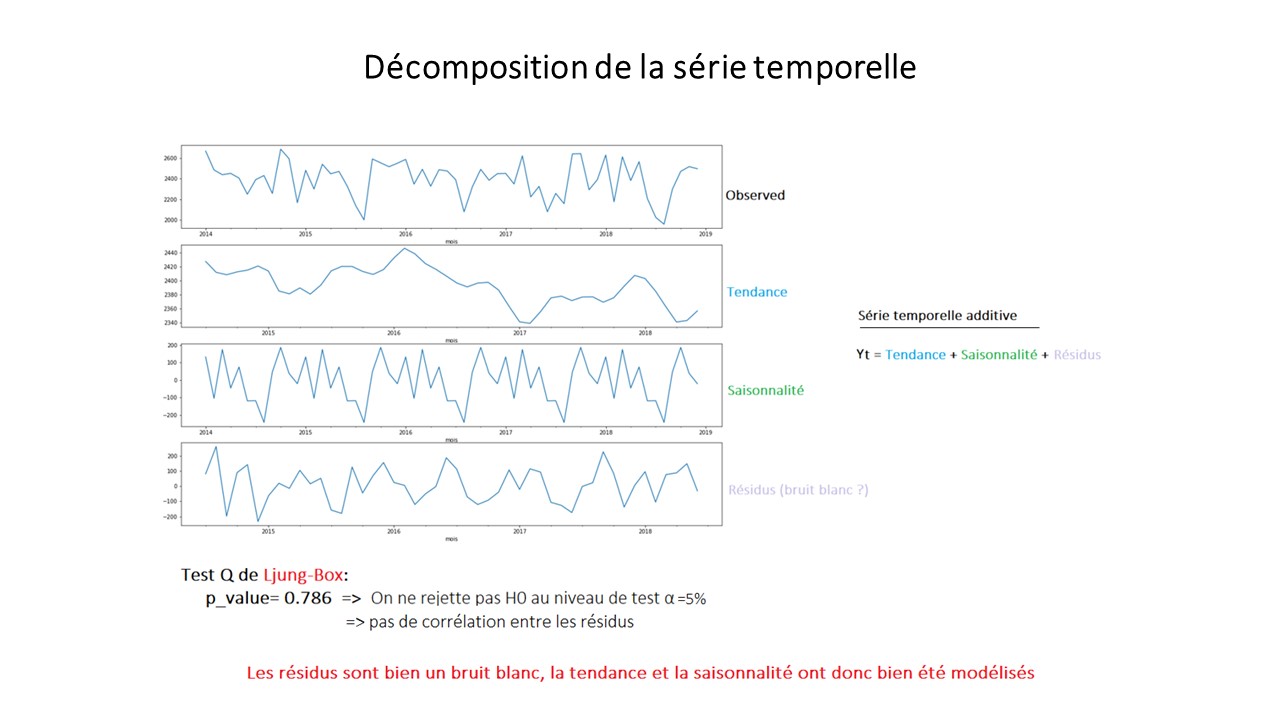 Décomposition de la série temporelle
2600
2400
2200
2000
2014 2015 2016 2017 2018 2019
mois
Observed
2440
2420
2400
2380
2360
2340
2015 2016 2017 2018
mois
Tendance
Série temporelle additive
Yt = Tendance + Saisonnalité + Résidus
200
100
0
−100
−200
2014 2015 2016 2017 2018 2019
mois
Saisonnalité
200
100
0
−100
−200
2015 2016 2017 2018
mois
Résidus (bruit blanc ?)
Test Q de Ljung-Box:
p_value= 0.786 => On ne rejette pas H0 au niveau de test α =5%
=> pas de corrélation entre les résidus
Les résidus sont bien un bruit blanc, la tendance et la saisonnalité ont donc bien été modélisés